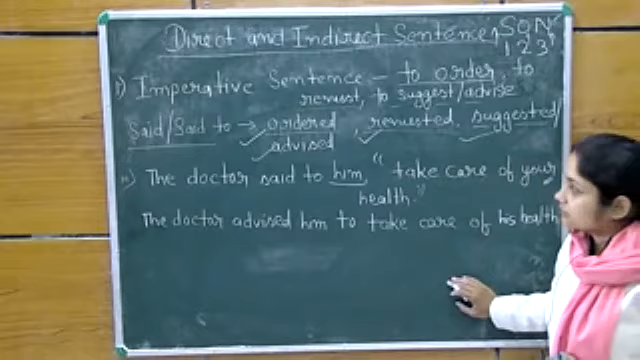 Direct and Indirect Sentences
S O N
1 2 3
Imperative Sentence - to order, to
request, to suggest/advise
Said/Said to → ordered, requested, suggested/
advised
The doctor said to him, "take care of your
health."
The doctor advised him to take care of his health